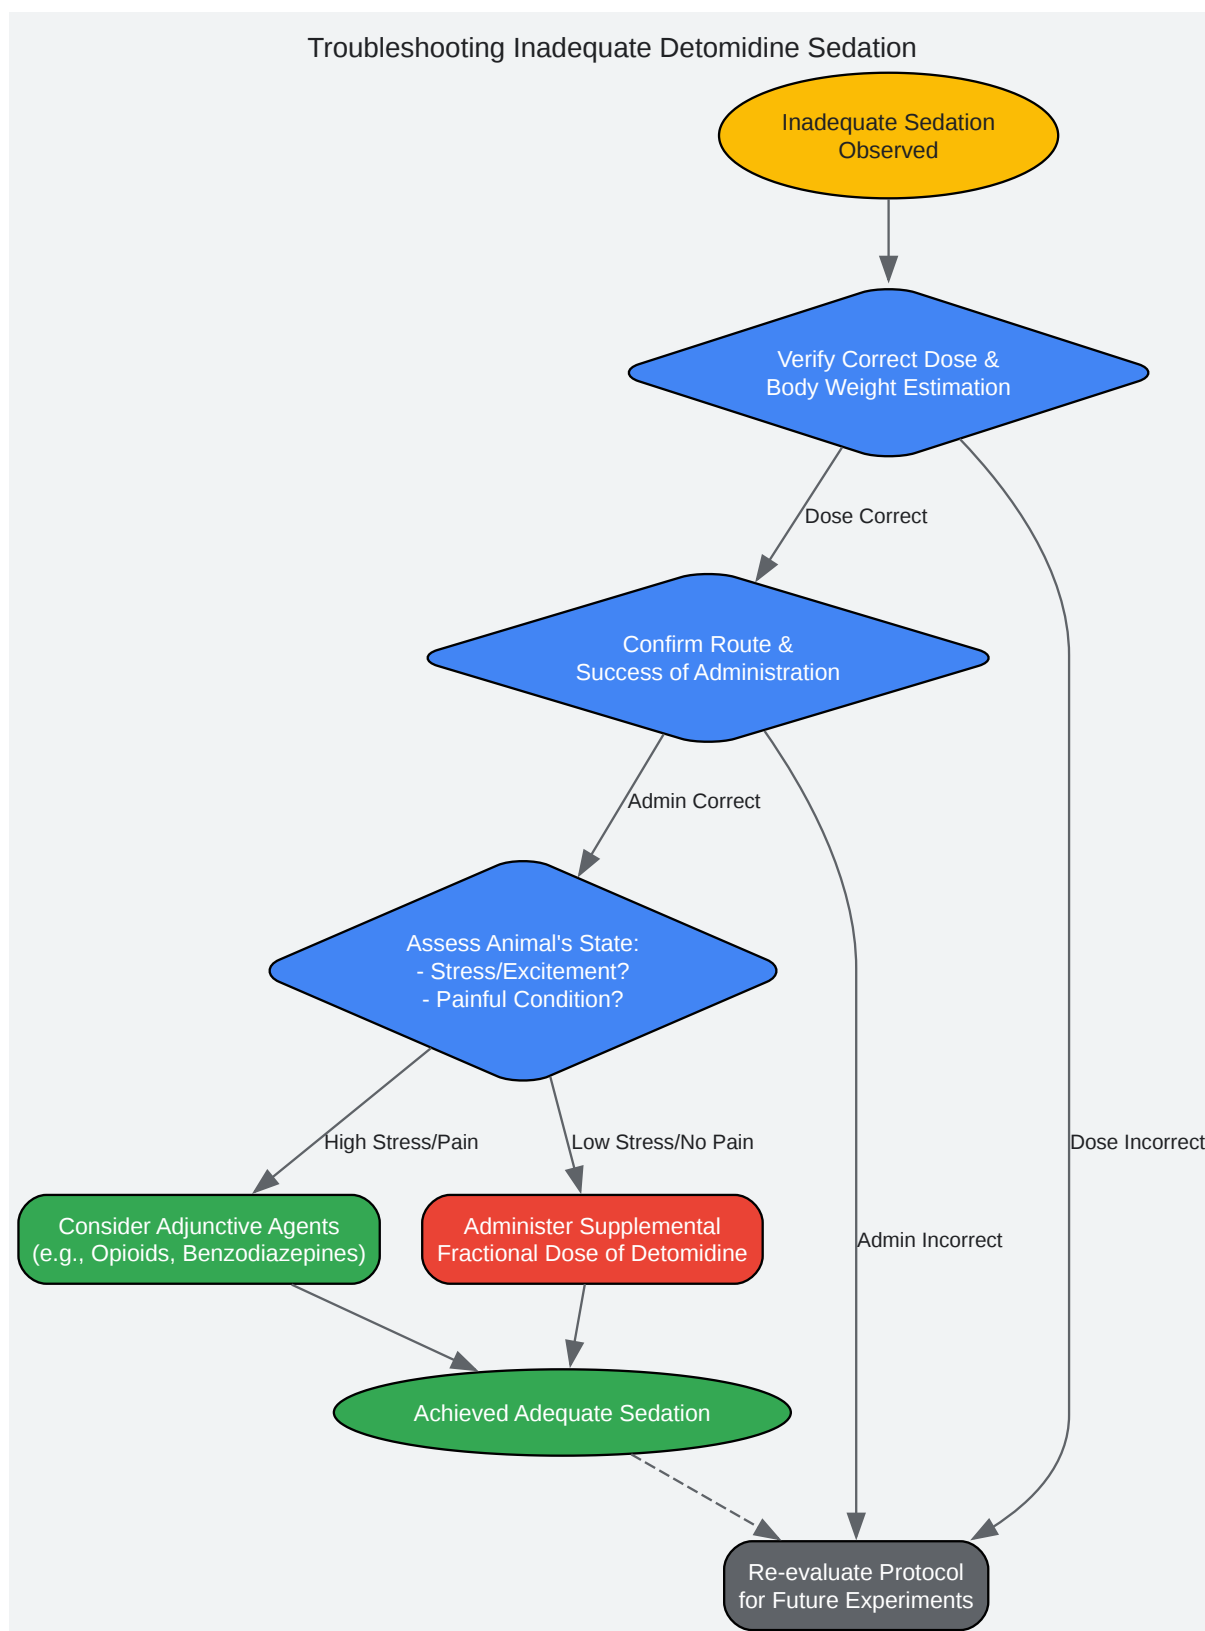 Troubleshooting Inadequate Detomidine Sedation
Inadequate Sedation
Observed
Verify Correct Dose &
Body Weight Estimation
Dose Correct
Confirm Route &
Success of Administration
Admin Correct
Assess Animal's State:
- Stress/Excitement?
- Painful Condition?
High Stress/Pain
Low Stress/No Pain
Dose Incorrect
Consider Adjunctive Agents
(e.g., Opioids, Benzodiazepines)
Administer Supplemental
Fractional Dose of Detomidine
Admin Incorrect
Achieved Adequate Sedation
Re-evaluate Protocol
for Future Experiments